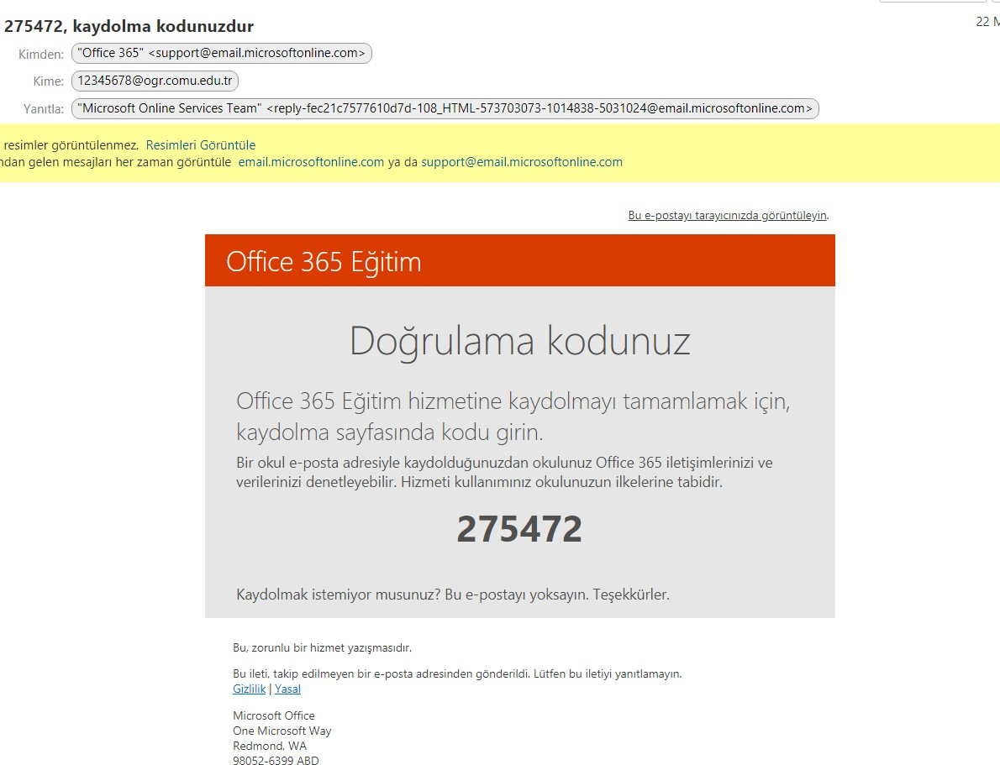 275472, kaydolma kodunuzdur
22
Kimden: "Office 365" <support@email.microsoftonline.com>
Kime: 12345678@ogr.comu.edu.tr
Yanıtla: "Microsoft Online Services Team" <reply-fec21c7577610d7d-108_HTML-573703073-1014838-5031024@email.microsoftonline.com>
resimler görüntülenmez. Resimleri Görüntüle
ndan gelen mesajları her zaman görüntüle email.microsoftonline.com ya da support@email.microsoftonline.com
Bu e-postayı tarayıcınızda görüntüleyin.
Office 365 Eğitim
Doğrulama kodunuz
Office 365 Eğitim hizmetine kaydolmayı tamamlamak için,
kaydolma sayfasında kodu girin.
Bir okul e-posta adresiyle kaydolduğunuzdan okulunuz Office 365 iletişimlerinizi ve
verilerinizi denetleyebilir. Hizmeti kullanımınız okulunuzun ilkelerine tabidir.
275472
Kaydolmak istemiyor musunuz? Bu e-postayı yoksayın. Teşekkürler.
Bu, zorunlu bir hizmet yazışmasıdır.
Bu ileti, takip edilmeyen bir e-posta adresinden gönderildi. Lütfen bu iletiyi yanıtlamayın.
Gizlilik | Yasal
Microsoft Office
One Microsoft Way
Redmond, WA
98052-6399 ABD